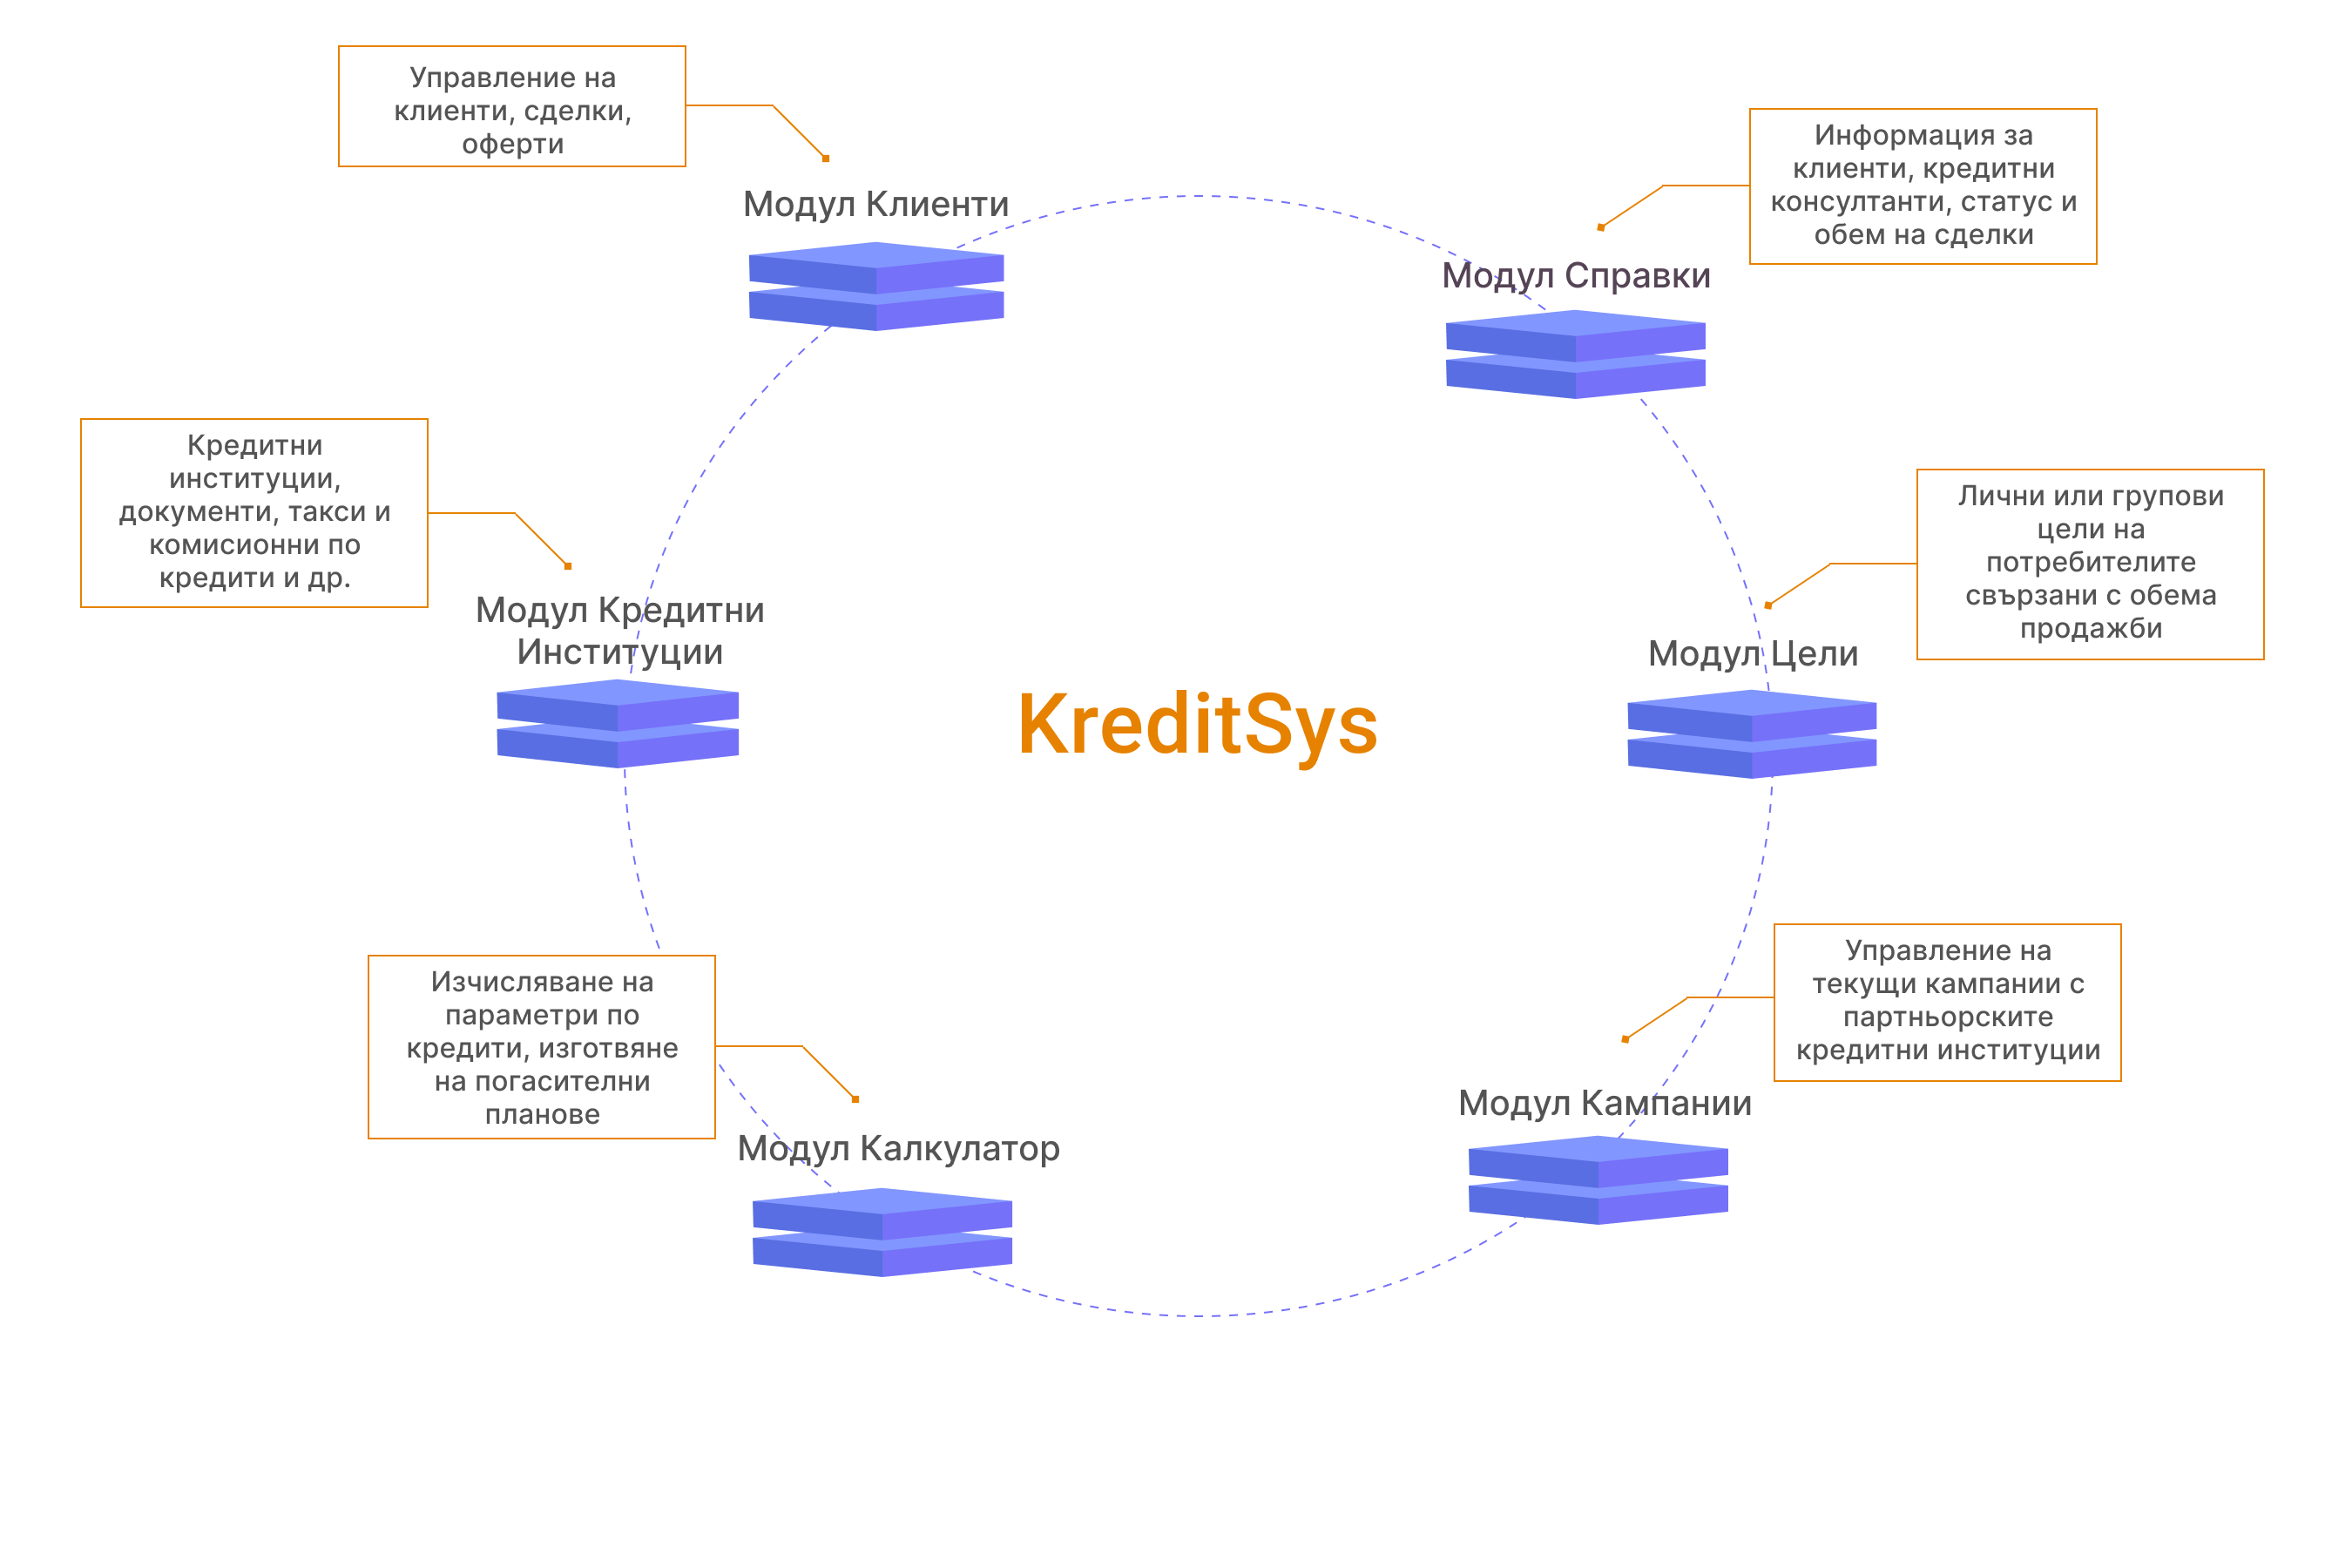 Управление на
клиенти, сделки,
оферти
Модул Клиенти
Информация за
клиенти, кредитни
консултанти, статус и
обем на сделки
Модул Справки
Кредитни
институции,
документи, такси и
комисионни по
кредити и др.
Модул Кредитни
Институции
Лични или групови
цели на
потребителите
свързани с обема
продажби
Модул Цели
KreditSys
Изчисляване на
параметри по
кредити, изготвяне
на погасителни
планове
Модул Калкулатор
Управление на
текущи кампании с
партньорските
кредитни институции
Модул Кампании